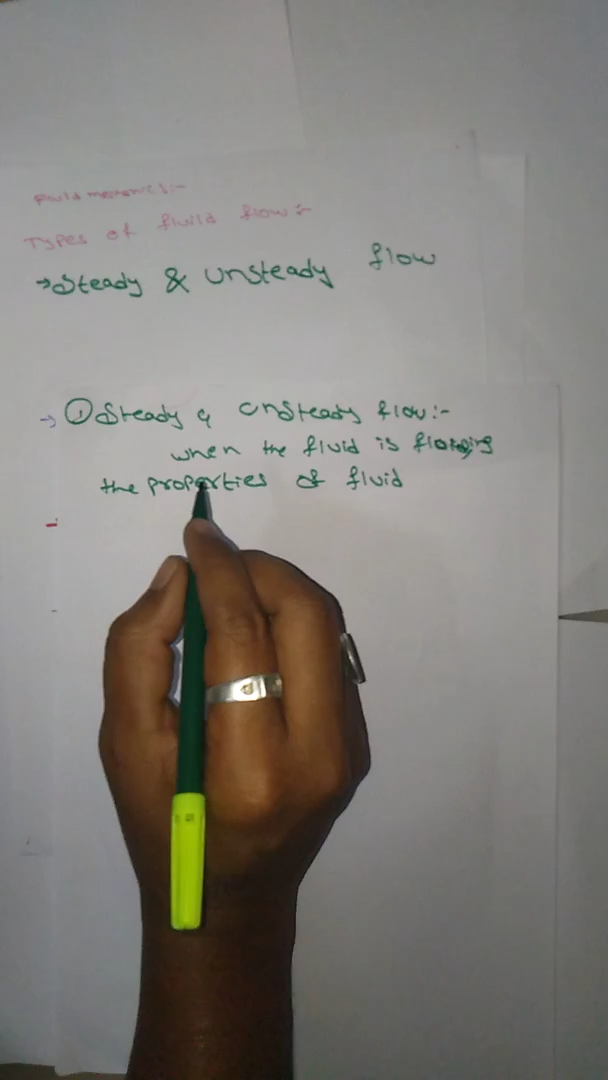 Fluid mechanics:-
Types of fluild flow:-
→Steady & unsteady flow
→ ① Steady & unsteady flow:-
when the fluid is flowing
the properties of fluid